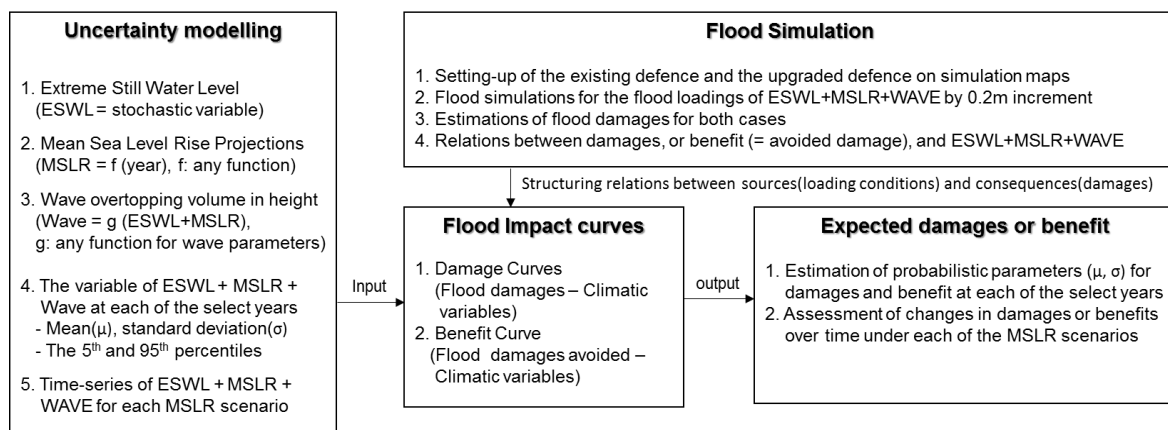 Uncertainty modelling
1. Extreme Still Water Level
(ESWL = stochastic variable)
2. Mean Sea Level Rise Projections
(MSLR = f (year), f: any function)
3. Wave overtopping volume in height
(Wave = g (ESWL+MSLR),
g: any function for wave parameters)
4. The variable of ESWL + MSLR +
Wave at each of the select years
- Mean(μ), standard deviation(σ)
- The 5th and 95th percentiles
5. Time-series of ESWL + MSLR +
WAVE for each MSLR scenario
Flood Simulation
1. Setting-up of the existing defence and the upgraded defence on simulation maps
2. Flood simulations for the flood loadings of ESWL+MSLR+WAVE by 0.2m increment
3. Estimations of flood damages for both cases
4. Relations between damages, or benefit (= avoided damage), and ESWL+MSLR+WAVE
Structuring relations between sources(loading conditions) and consequences(damages)
Input
Flood Impact curves
1. Damage Curves
(Flood damages – Climatic
variables)
2. Benefit Curve
(Flood damages avoided –
Climatic variables)
output
Expected damages or benefit
1. Estimation of probabilistic parameters (μ, σ) for
damages and benefit at each of the select years
2. Assessment of changes in damages or benefits
over time under each of the MSLR scenarios